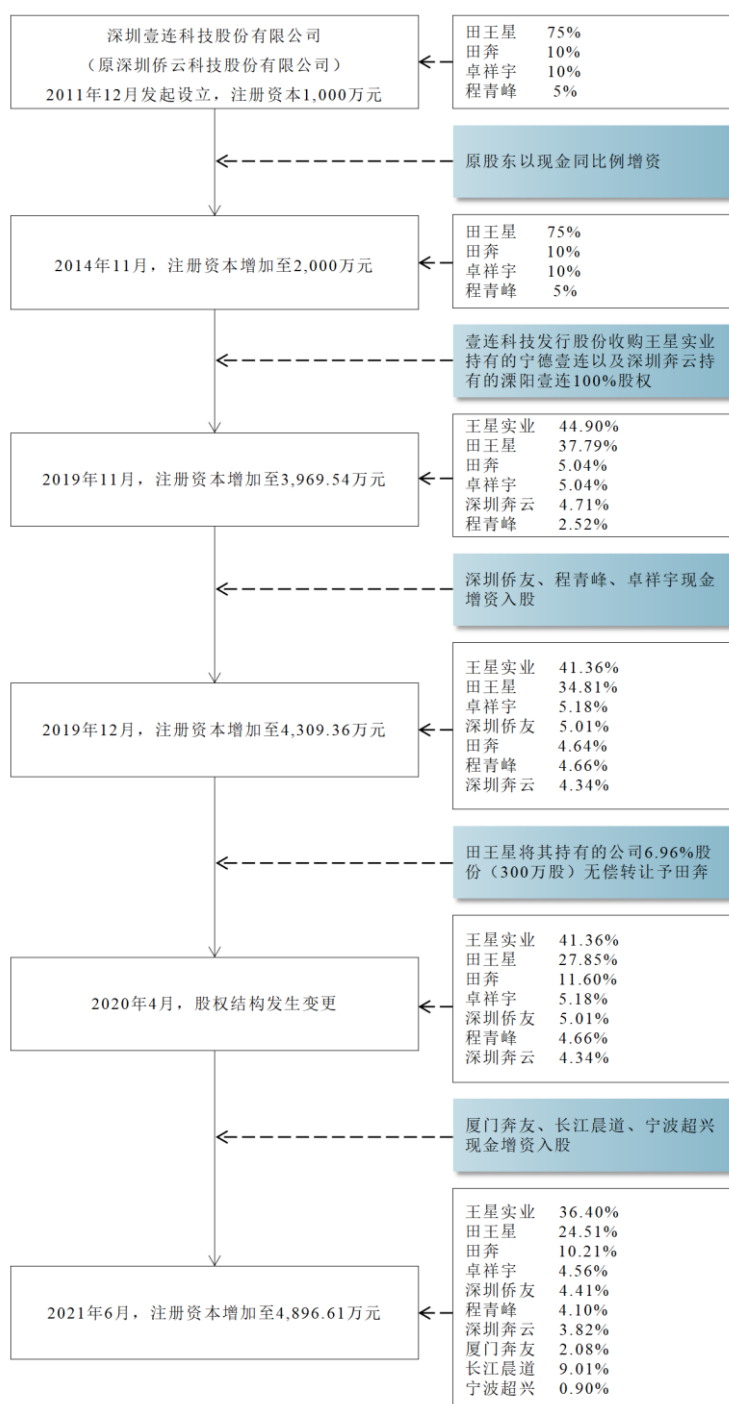 深圳壹连科技股份有限公司
（原深圳侨云科技股份有限公司）
2011年12月发起设立，注册资本1,000万元
田王星 75%
田奔 10%
卓祥宇 10%
程青峰 5%
原股东以现金同比例增资
2014年11月，注册资本增加至2,000万元
田王星 75%
田奔 10%
卓祥宇 10%
程青峰 5%
壹连科技发行股份收购王星实业
持有的宁德壹连以及深圳奔云持
有的溧阳壹连100%股权
2019年11月，注册资本增加至3,969.54万元
王星实业 44.90%
田王星 37.79%
田奔 5.04%
卓祥宇 5.04%
深圳奔云 4.71%
程青峰 2.52%
深圳侨友、程青峰、卓祥宇现金
增资入股
2019年12月，注册资本增加至4,309.36万元
王星实业 41.36%
田王星 34.81%
卓祥宇 5.18%
深圳侨友 5.01%
田奔 4.64%
程青峰 4.66%
深圳奔云 4.34%
田王星将其持有的公司6.96%股
份（300万股）无偿转让予田奔
2020年4月，股权结构发生变更
王星实业 41.36%
田王星 27.85%
田奔 11.60%
卓祥宇 5.18%
深圳侨友 5.01%
程青峰 4.66%
深圳奔云 4.34%
厦门奔友、长江晨道、宁波超兴
现金增资入股
2021年6月，注册资本增加至4,896.61万元
王星实业 36.40%
田王星 24.51%
田奔 10.21%
卓祥宇 4.56%
深圳侨友 4.41%
程青峰 4.10%
深圳奔云 3.82%
厦门奔友 2.08%
长江晨道 9.01%
宁波超兴 0.90%